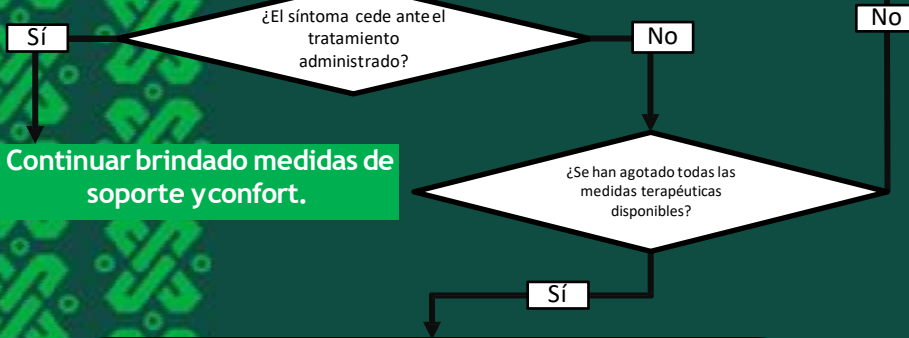 ¿El síntoma cede ante el
tratamiento
administrado?
Sí
No
No
Continuar brindado medidas de
soporte y confort.
¿Se han agotado todas las
medidas terapéuticas
disponibles?
Sí